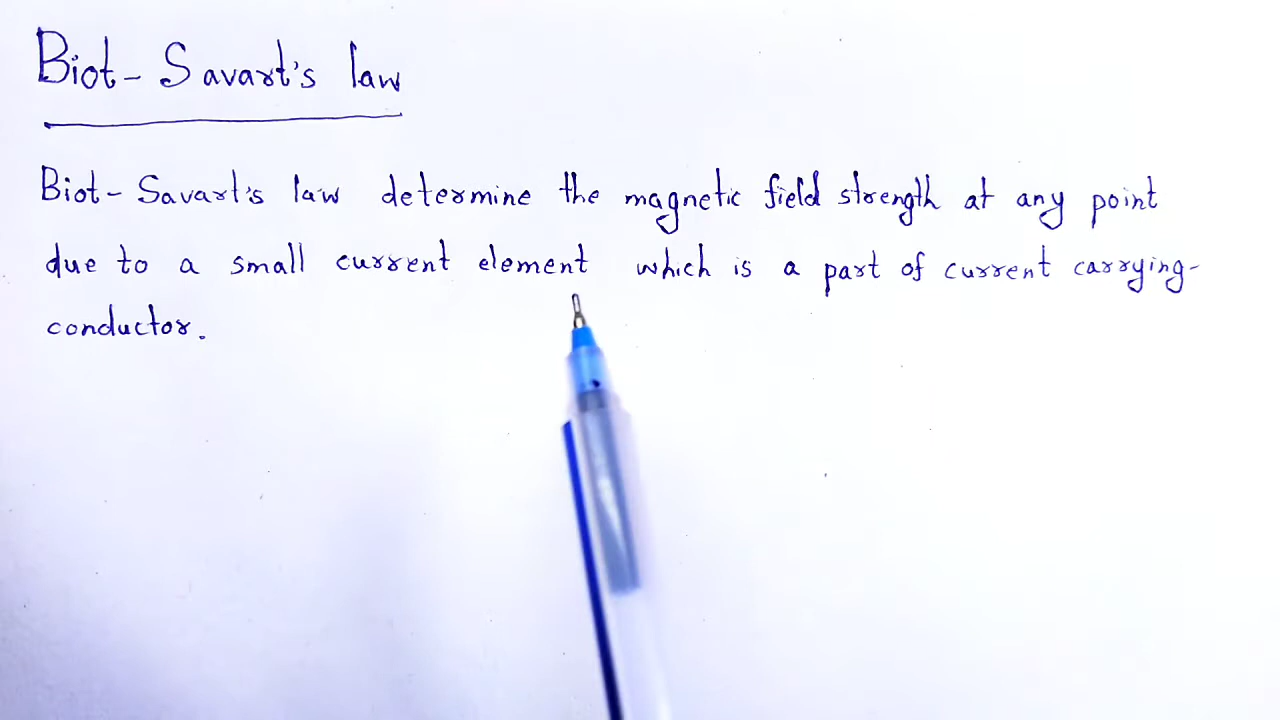 Biot- Savart's law
Biot- Savart's law determine the magnetic field strength at any point
due to a small current element which is a part of current carrying-
conductor.